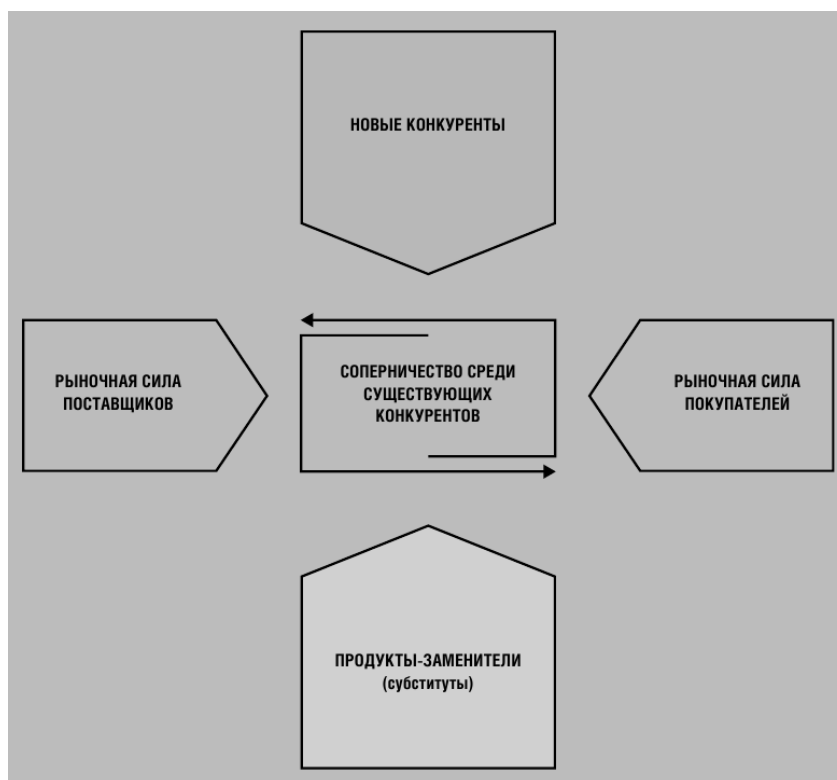 НОВЫЕ КОНКУРЕНТЫ
РЫНОЧНАЯ СИЛА
ПОСТАВЩИКОВ
СОПЕРНИЧЕСТВО СРЕДИ
СУЩЕСТВУЮЩИХ
КОНКУРЕНТОВ
РЫНОЧНАЯ СИЛА
ПОКУПАТЕЛЕЙ
ПРОДУКТЫ-ЗАМЕНИТЕЛИ
(субституты)